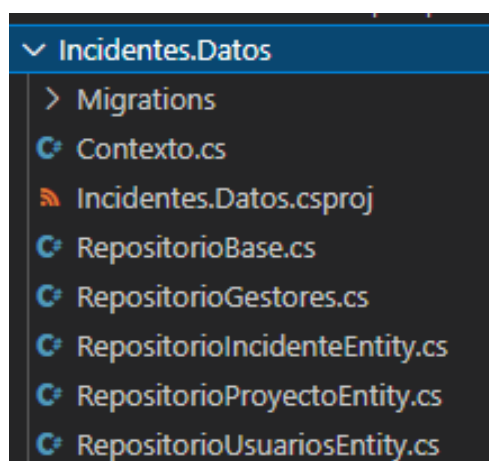 Incidentes.Datos
Migrations
C# Contexto.cs
Incidentes.Datos.csproj
C# RepositorioBase.cs
C# RepositorioGestores.cs
C# RepositorioIncidenteEntity.cs
C# RepositorioProyectoEntity.cs
C# RepositorioUsuariosEntity.cs